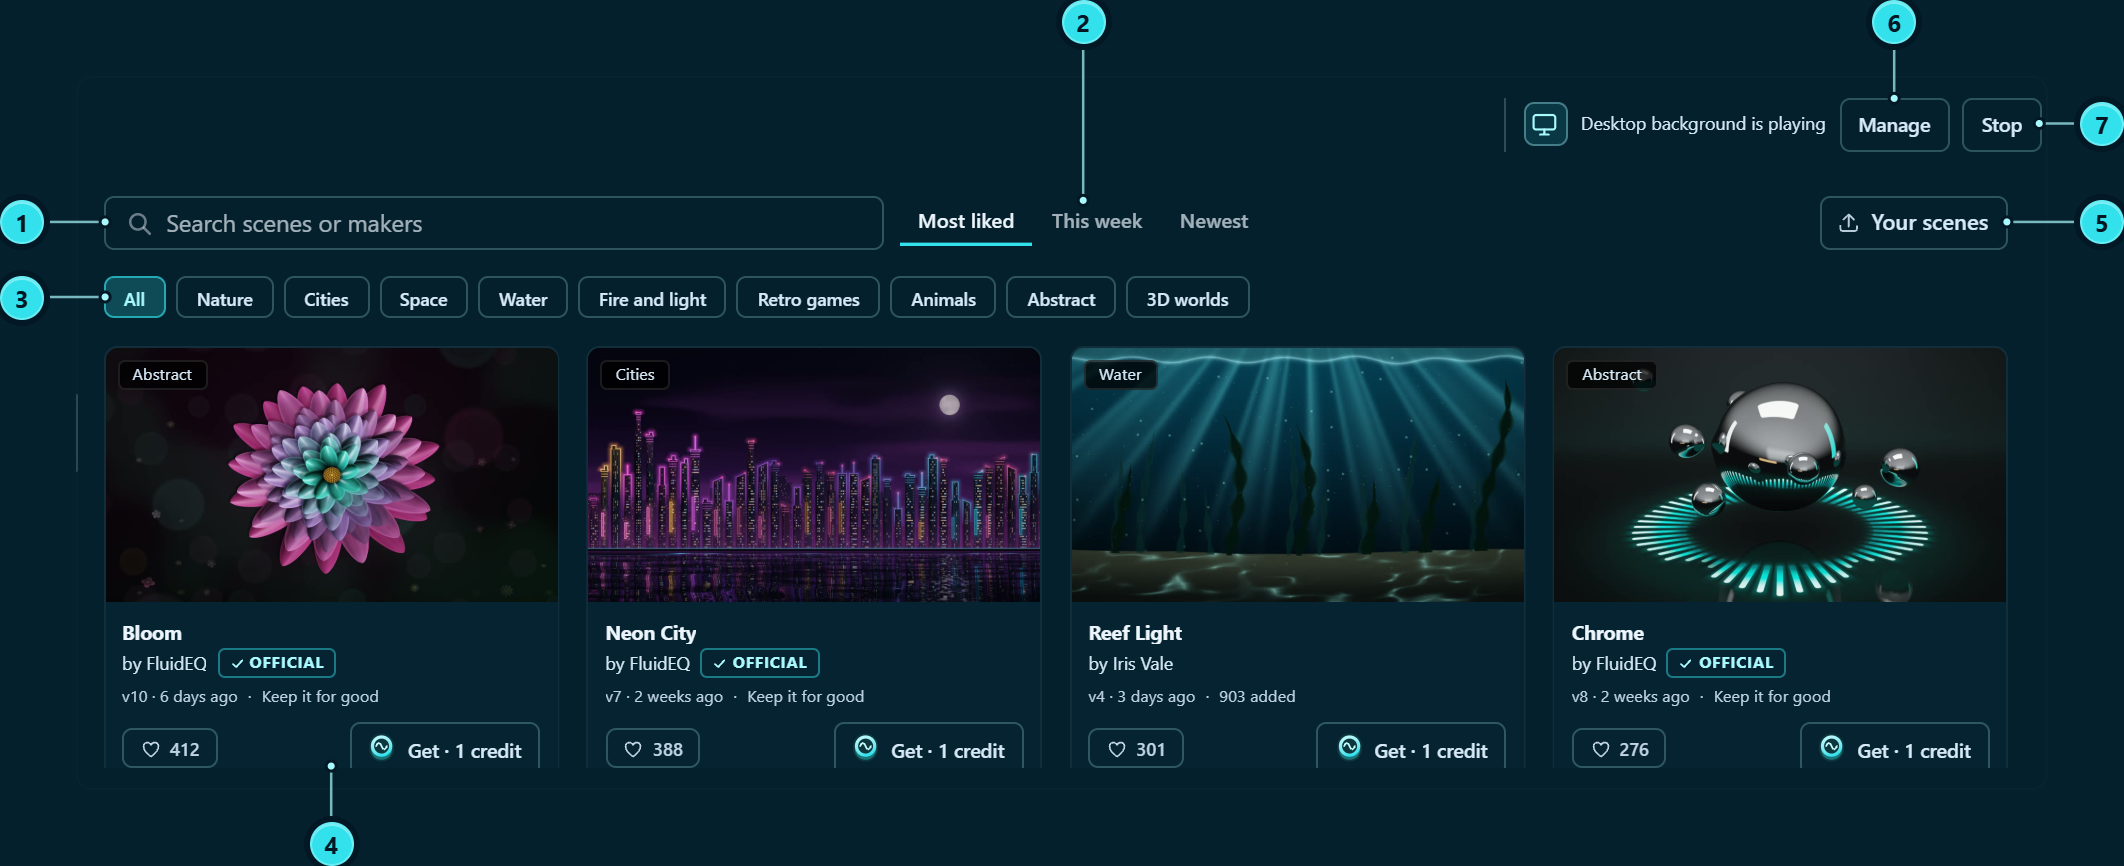 2
6
Desktop background is playing
Manage
Stop
7
1
Search scenes or makers
Most liked
This week
Newest
Your scenes
5
3
All
Nature
Cities
Space
Water
Fire and light
Retro games
Animals
Abstract
3D worlds
Abstract
Cities
Water
Abstract
Bloom
by FluidEQ
OFFICIAL
v10 · 6 days ago · Keep it for good
412
Get · 1 credit
Neon City
by FluidEQ
OFFICIAL
v7 · 2 weeks ago · Keep it for good
388
Get · 1 credit
Reef Light
by Iris Vale
v4 · 3 days ago · 903 added
301
Get · 1 credit
Chrome
by FluidEQ
OFFICIAL
v8 · 2 weeks ago · Keep it for good
276
Get · 1 credit
4